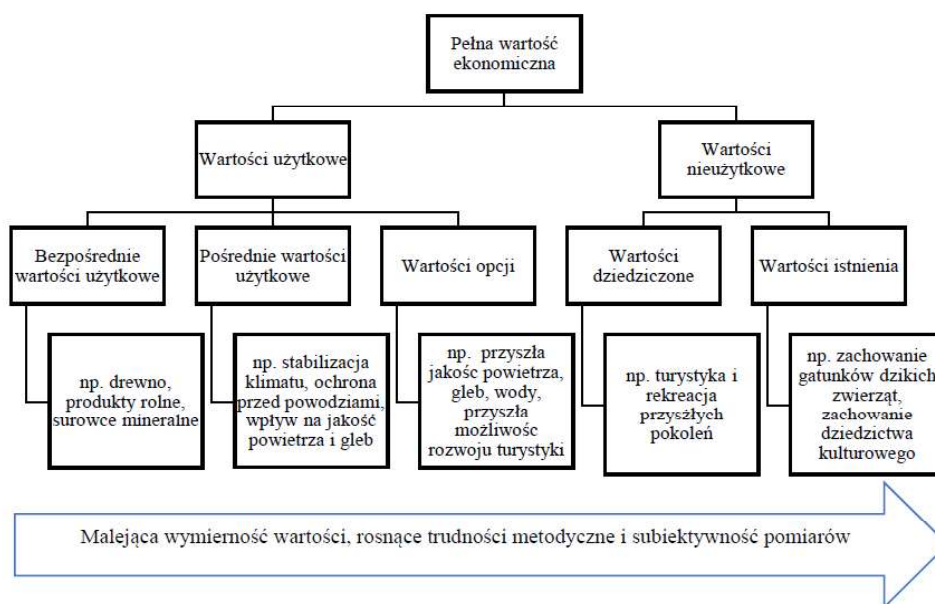 Pełna wartość
ekonomiczna
Wartości użytkowe
Wartości
nieużytkowe
Bezpośrednie
wartości użytkowe
Pośrednie wartości
użytkowe
Wartości opcji
Wartości
dziedziczone
Wartości istnienia
np. drewno,
produkty rolne,
surowce mineralne
np. stabilizacja
klimatu, ochrona
przed powodziami,
wpływ na jakość
powietrza i gleb
np. przyszła
jakośc powietrza,
gleb, wody,
przyszła
możliwośc
rozwoju turystyki
np. turystyka i
rekreacja
przysżłych
pokoleń
np. zachowanie
gatunków dzikich
zwierząt,
zachowanie
dziedzictwa
kulturowego
Malejąca wymierność wartości, rosnące trudności metodyczne i subiektywność pomiarów